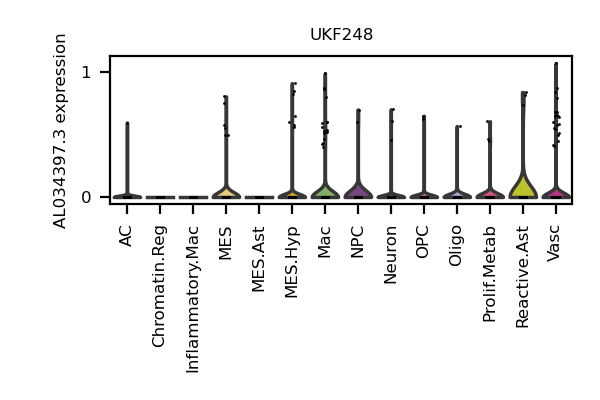 UKF248
AL034397.3 expression
1
0
AC
Chromatin.Reg
Inflammatory.Mac
MES
MES.Ast
MES.Hyp
Mac
NPC
Neuron
OPC
Oligo
Prolif.Metab
Reactive.Ast
Vasc